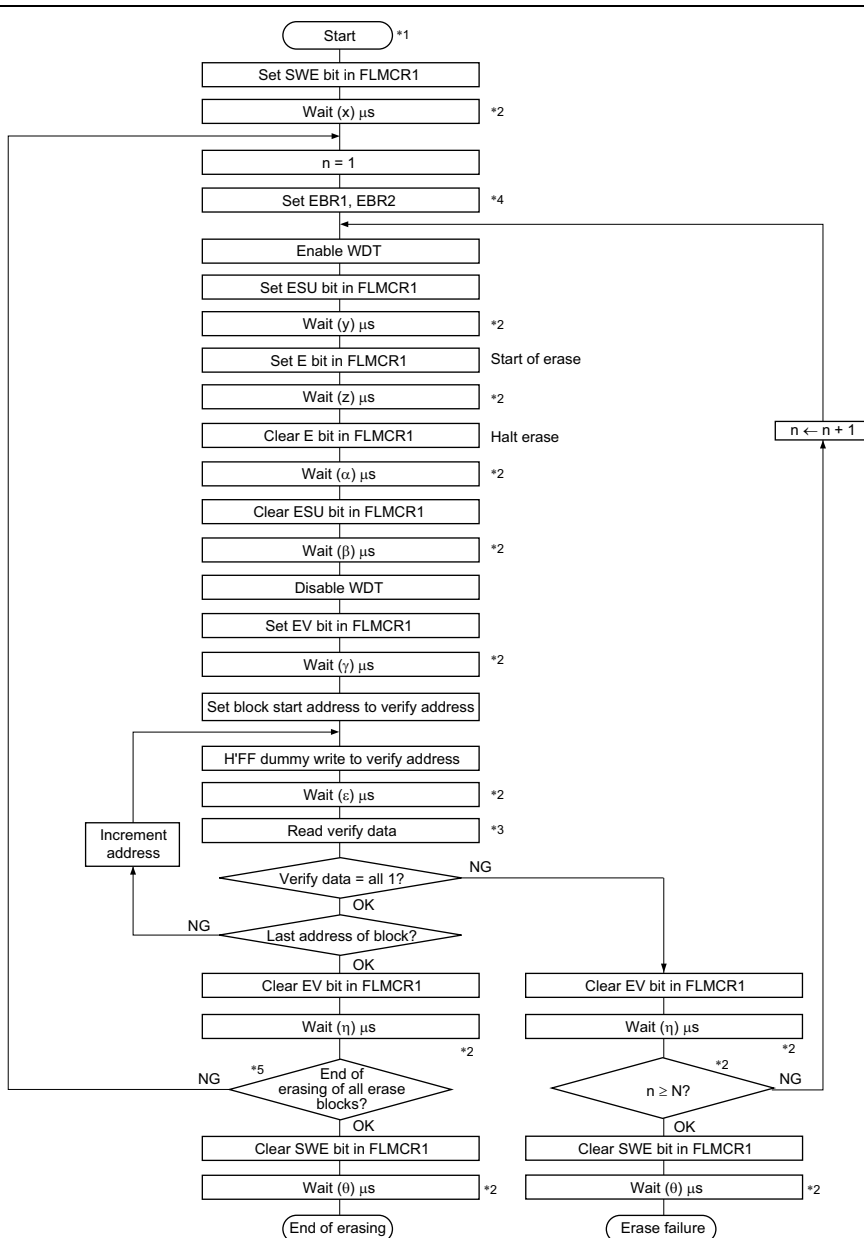 Start *1
Set SWE bit in FLMCR1
Wait (x) μs *2
n = 1
Set EBR1, EBR2 *4
Enable WDT
Set ESU bit in FLMCR1
Wait (y) μs *2
Set E bit in FLMCR1 Start of erase
Wait (z) μs *2
Clear E bit in FLMCR1 Halt erase
n ← n + 1
Wait (α) μs *2
Clear ESU bit in FLMCR1
Wait (β) μs *2
Disable WDT
Set EV bit in FLMCR1
Wait (γ) μs *2
Set block start address to verify address
H'FF dummy write to verify address
Wait (ε) μs *2
Read verify data *3
Increment
address
Verify data = all 1? NG
OK
NG Last address of block?
OK
Clear EV bit in FLMCR1 Clear EV bit in FLMCR1
Wait (η) μs Wait (η) μs
*2 *2
*5 *2
NG End of
erasing of all erase
blocks?
n ≥ N? NG
OK OK
Clear SWE bit in FLMCR1 Clear SWE bit in FLMCR1
Wait (θ) μs *2 Wait (θ) μs *2
End of erasing Erase failure